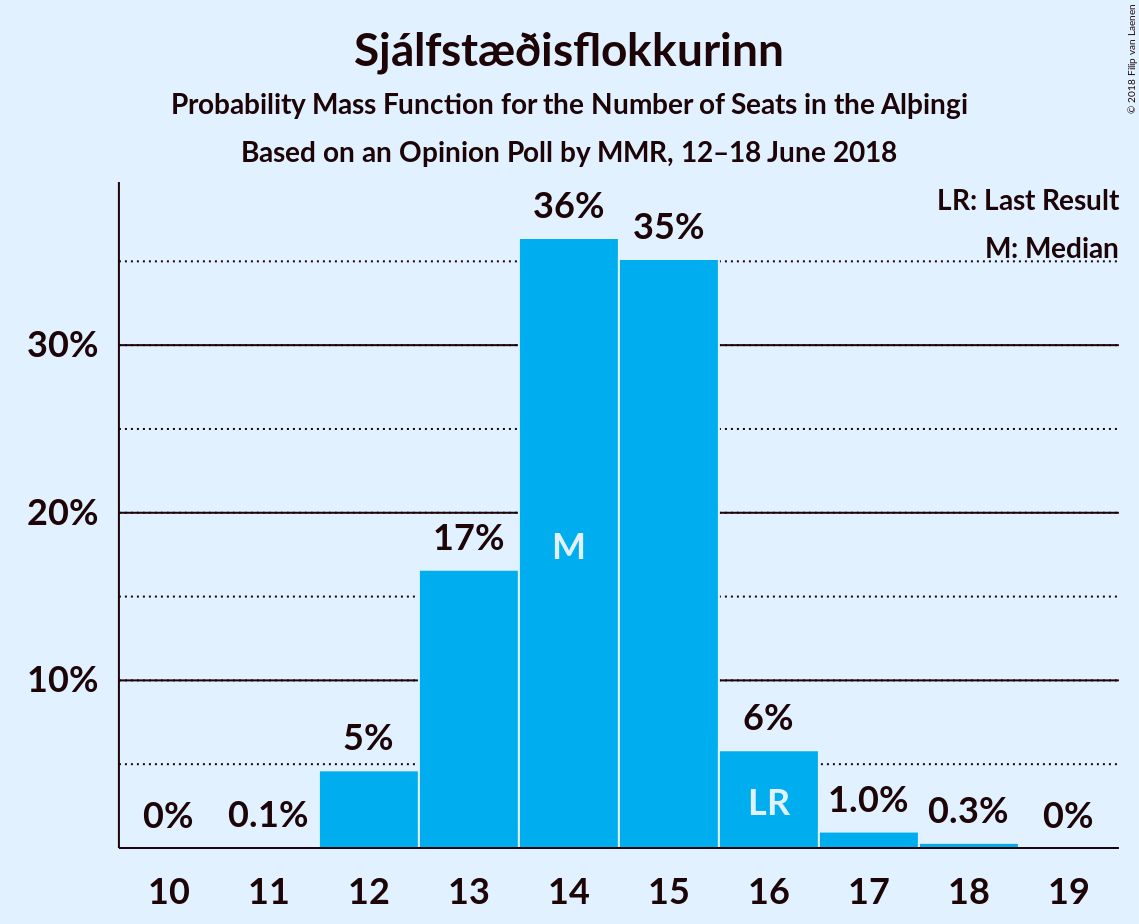 Sjálfstæðisflokkurinn
Probability Mass Function for the Number of Seats in the Alþingi
Based on an Opinion Poll by MMR, 12–18 June 2018
© 2018 Filip van Laenen
LR: Last Result
M: Median
36%
35%
30%
20%
17%
M
10%
6%
5%
LR
1.0%
0.3%
0.1%
0%
0%
10 11 12 13 14 15 16 17 18 19